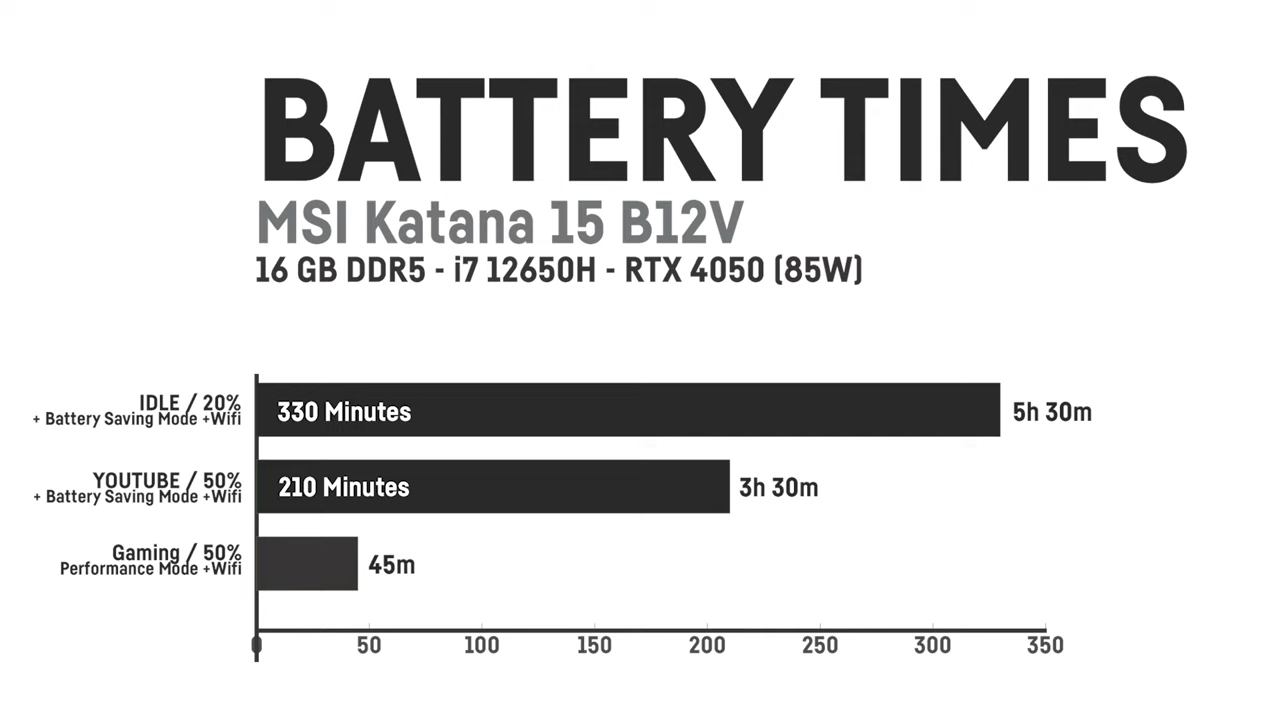 BATTERY TIMES
MSI Katana 15 B12V
16 GB DDR5 - i7 12650H - RTX 4050 (85W)
IDLE / 20%
+ Battery Saving Mode +Wifi
330 Minutes
5h 30m
YOUTUBE / 50%
+ Battery Saving Mode +Wifi
210 Minutes
3h 30m
Gaming / 50%
Performance Mode +Wifi
45m
0 50 100 150 200 250 300 350